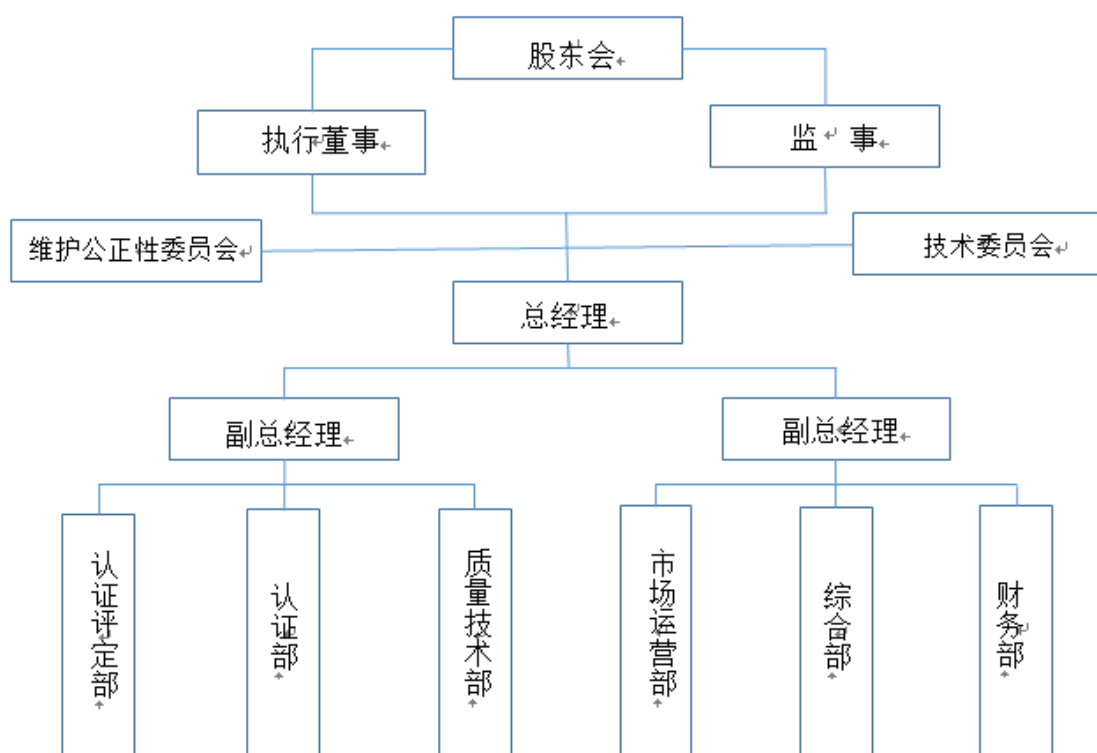 股东会
执行董事
监 事
维护公正性委员会
技术委员会
总经理
副总经理
副总经理
认证评定部
认证部
质量技术部
市场运营部
综合部
财务部